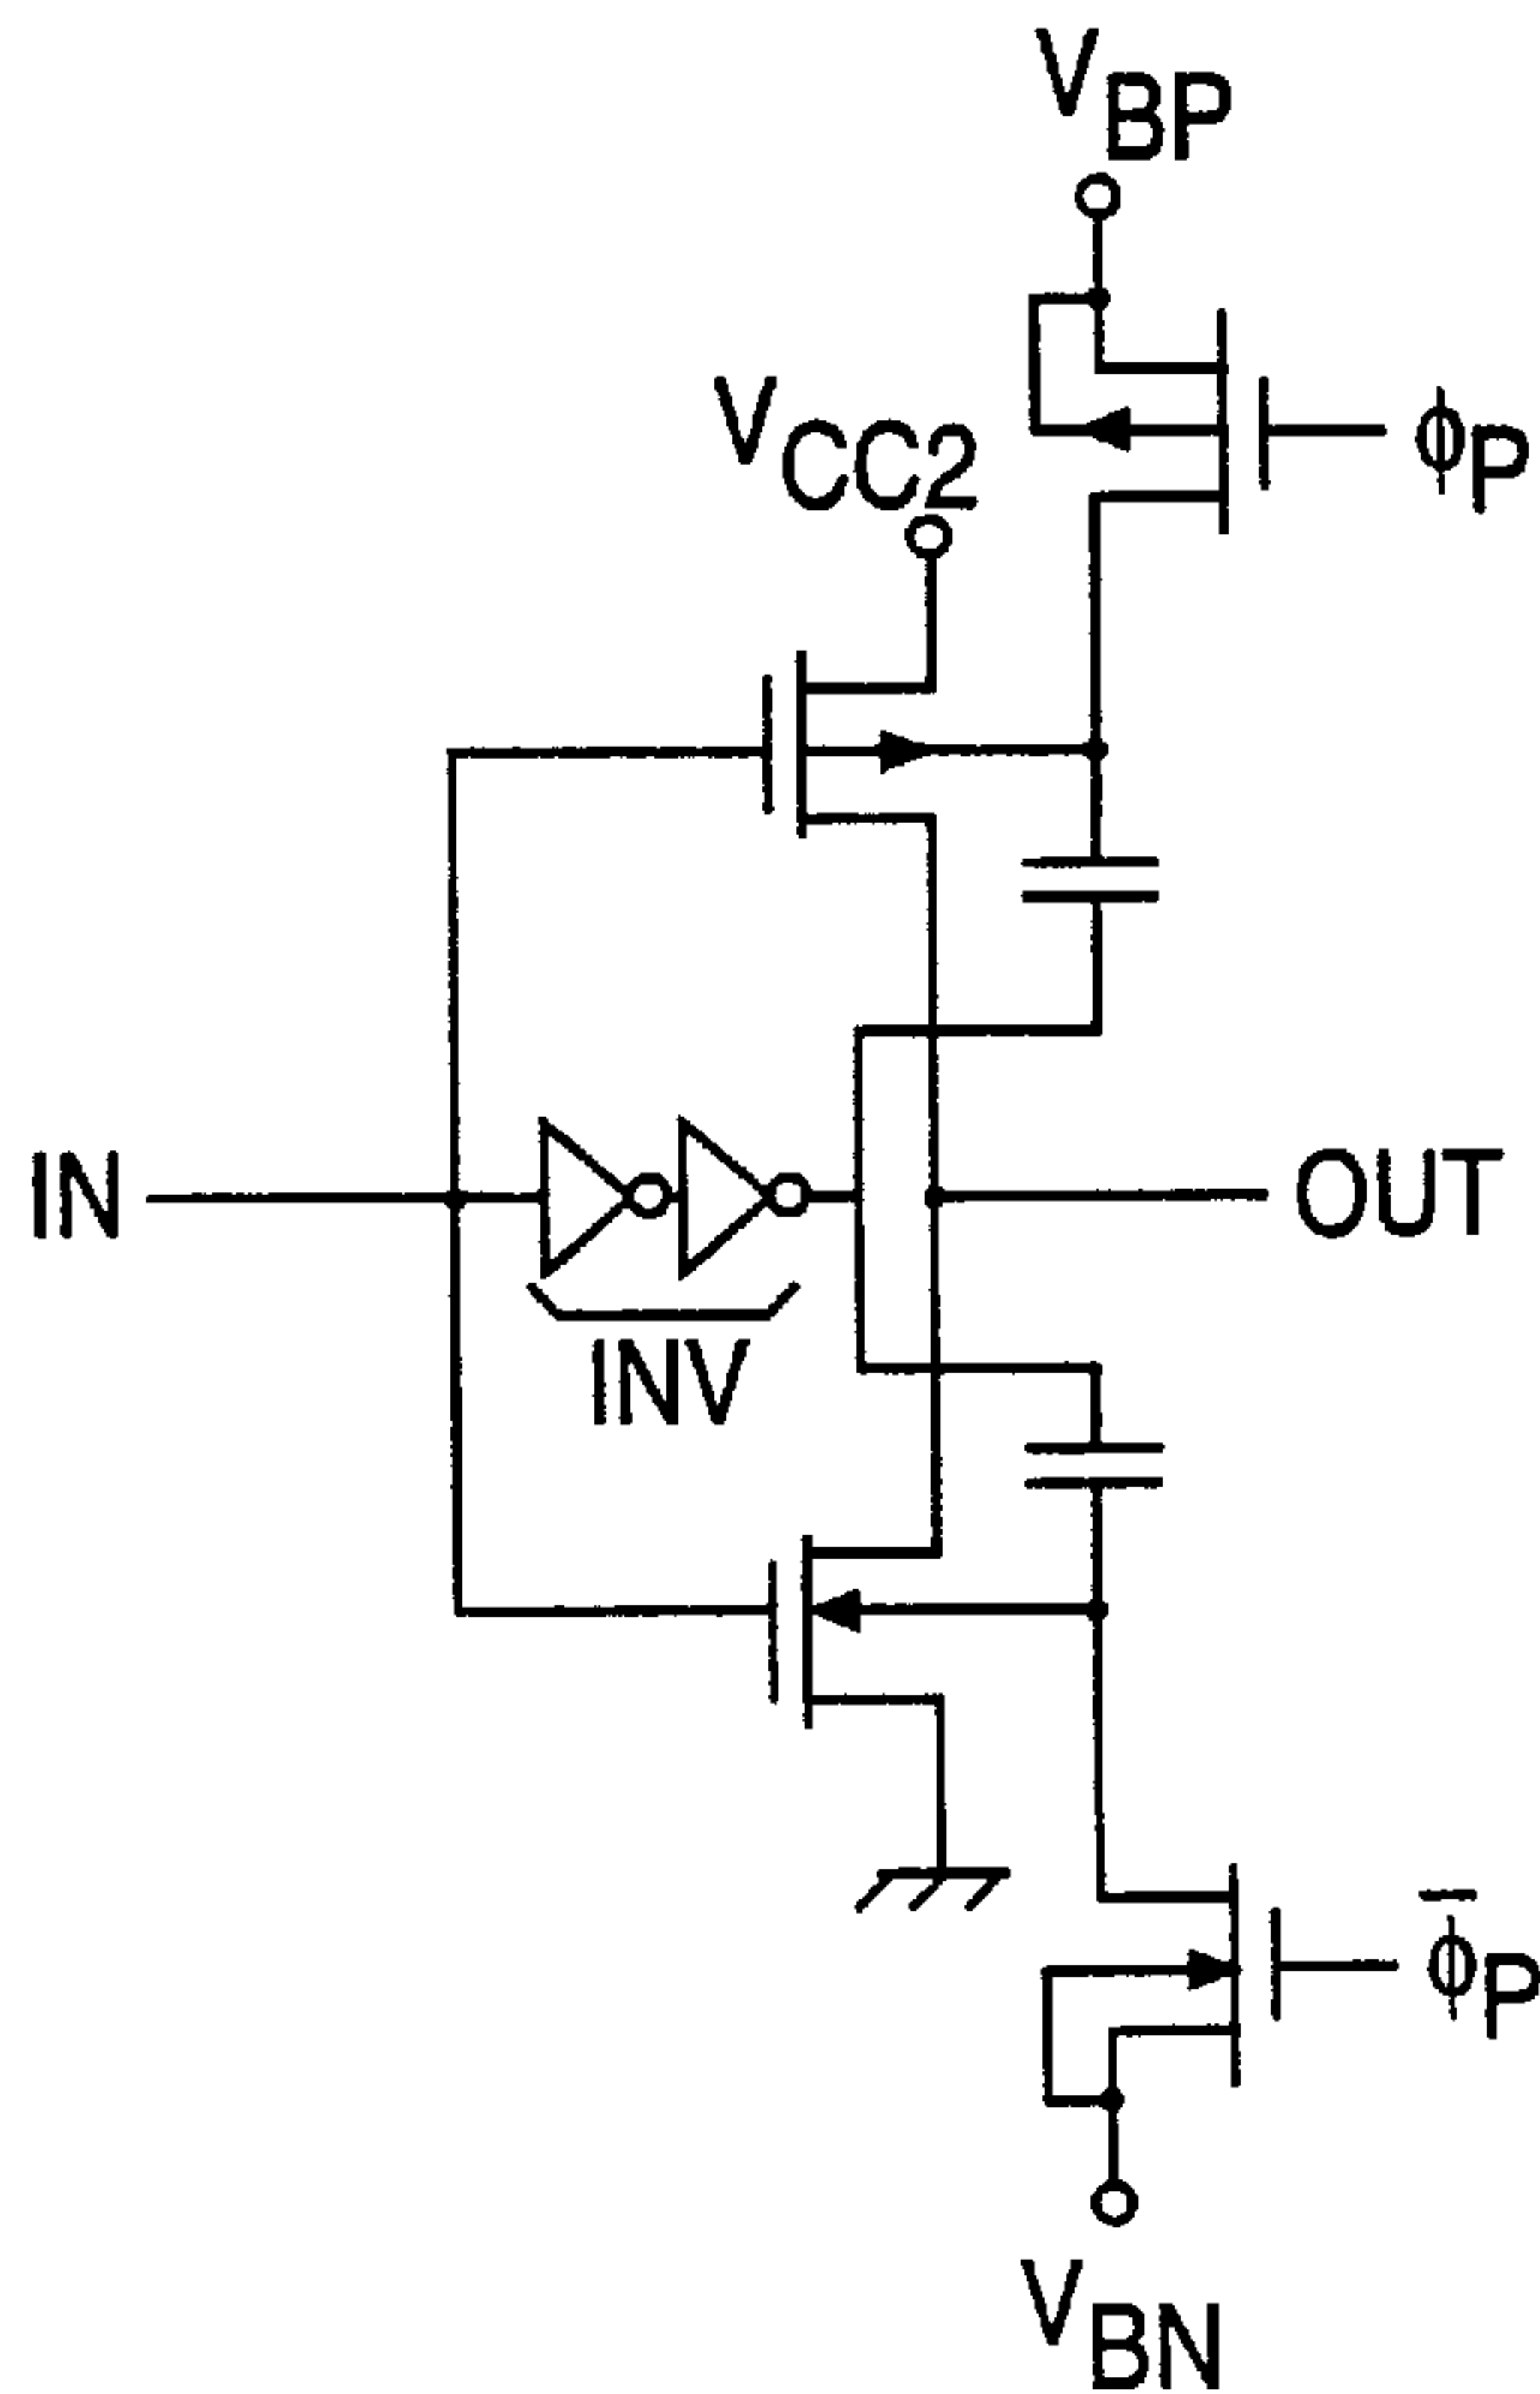 VBP
VCC2
ϕP
IN
OUT
INV
ϕ̅P
VBN